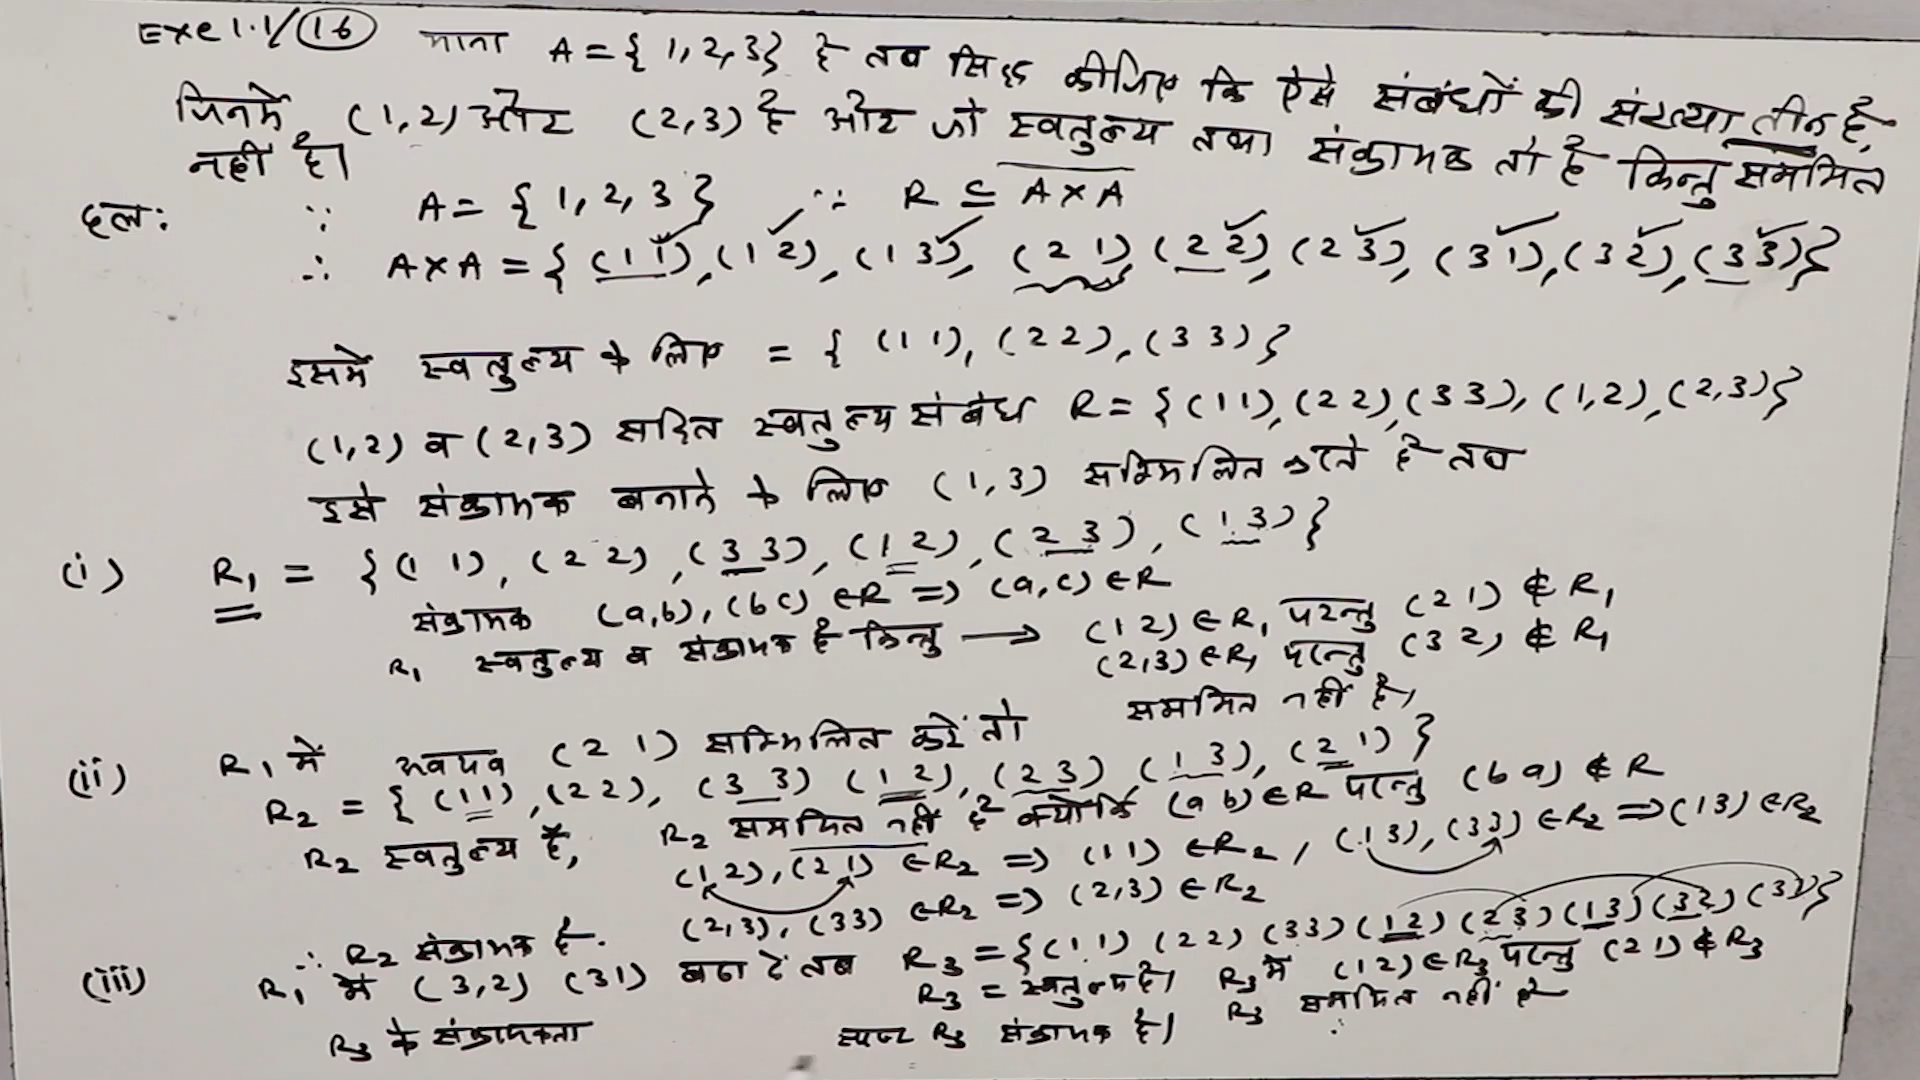 Exe 1.1/(16) माना A = { 1, 2, 3} है तब सिद्ध कीजिए कि ऐसे संबंधों की संख्या तीन है,
जिनमें (1,2) और (2,3) है और जो स्वतुल्य तथा संक्रामक तो है किन्तु सममित
नहीं है।
हल: ∵ A = { 1, 2, 3 } ∵ R ⊆ A×A
∴ A×A = { (1 1), (1 2), (1 3), (2 1), (2 2), (2 3), (3 1), (3 2), (3 3)}
इसमें स्वतुल्य के लिए = { (1 1), (2 2), (3 3)}
(1,2) व (2,3) सहित स्वतुल्य संबंध R = {(1 1), (2 2), (3 3), (1,2), (2,3)}
इसे संक्रामक बनाने के लिए (1,3) सम्मिलित करते है तब
(i) R₁ = {(1 1), (2 2), (3 3), (1 2), (2 3), (1 3)}
संक्रामक (a,b), (b c) ∈R ⇒ (a,c) ∈R
R₁ स्वतुल्य व संक्रामक है किन्तु → (1 2) ∈ R₁ परन्तु (2 1) ∉ R₁
(2,3) ∈R₁ परन्तु (3 2) ∉ R₁
सममित नहीं है,
(ii) R₁ में अवयव (2 1) सम्मिलित करें तो
R₂ = { (1 1), (2 2), (3 3) (1 2), (2 3) (1 3), (2 1) }
R₂ स्वतुल्य है, R₂ सममित नहीं है क्योंकि (a b) ∈R परन्तु (b a) ∉ R
(1 2), (2 1) ∈R₂ ⇒ (1 1) ∈R₂, (1 3), (3 3) ∈ R₂ ⇒ (1 3) ∈R₂
(2,3), (3 3) ∈R₂ ⇒ (2,3) ∈ R₂
∴ R₂ संक्रामक है.
(iii) R₁ में (3,2) (3 1) बढा दें तब R₃ = {(1 1) (2 2) (3 3) (1 2) (2 3) (1 3) (3 2) (3 1)}
R₃ = स्वतुल्य है। R₃ में (1 2) ∈ R₃ परन्तु (2 1) ∉ R₃
R₃ सममित नहीं है
R₃ के संक्रामकता स्पष्ट R₃ संक्रामक है।